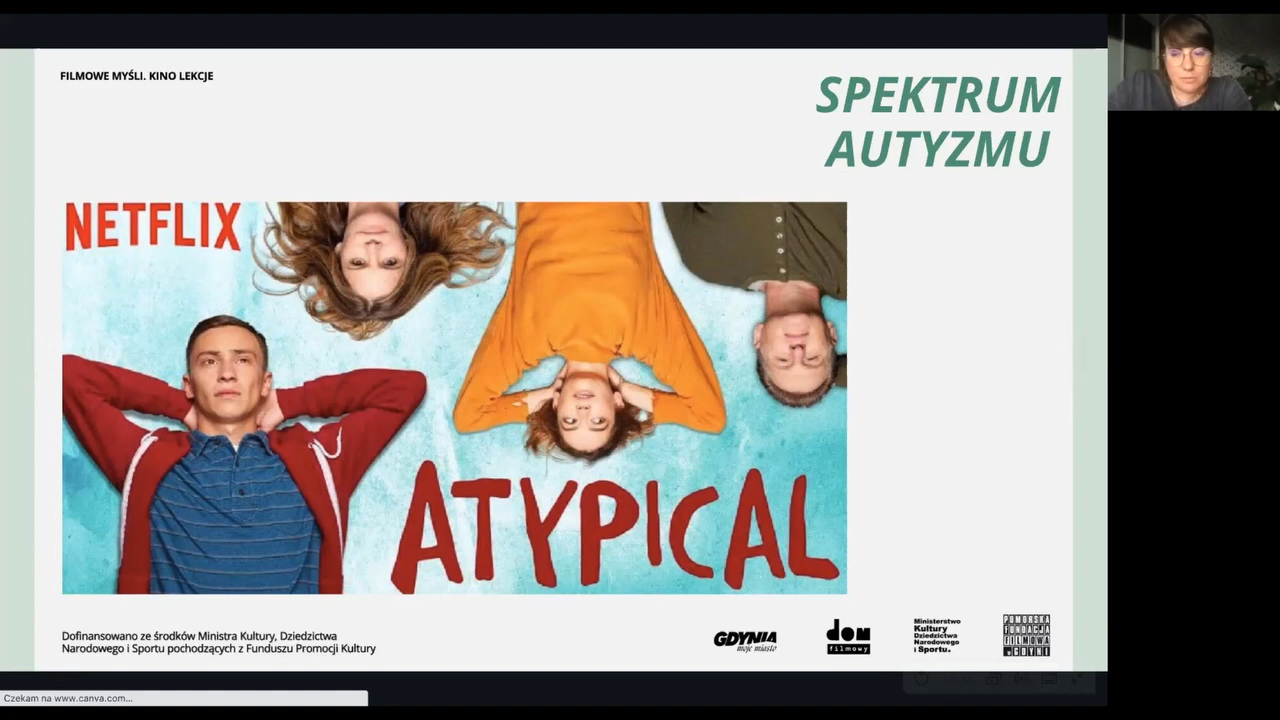 FILMOWE MYŚLI. KINO LEKCJE
SPEKTRUM
AUTYZMU
NETFLIX
ATYPICAL
Dofinansowano ze środków Ministra Kultury, Dziedzictwa
Narodowego i Sportu pochodzących z Funduszu Promocji Kultury
GDYNIA
moje miasto
dom
filmowy
Ministerstwo
Kultury
Dziedzictwa
Narodowego
i Sportu.
POMORSKA
FUNDACJA
FILMOWA
W GDYNI
Czekam na www.canva.com...